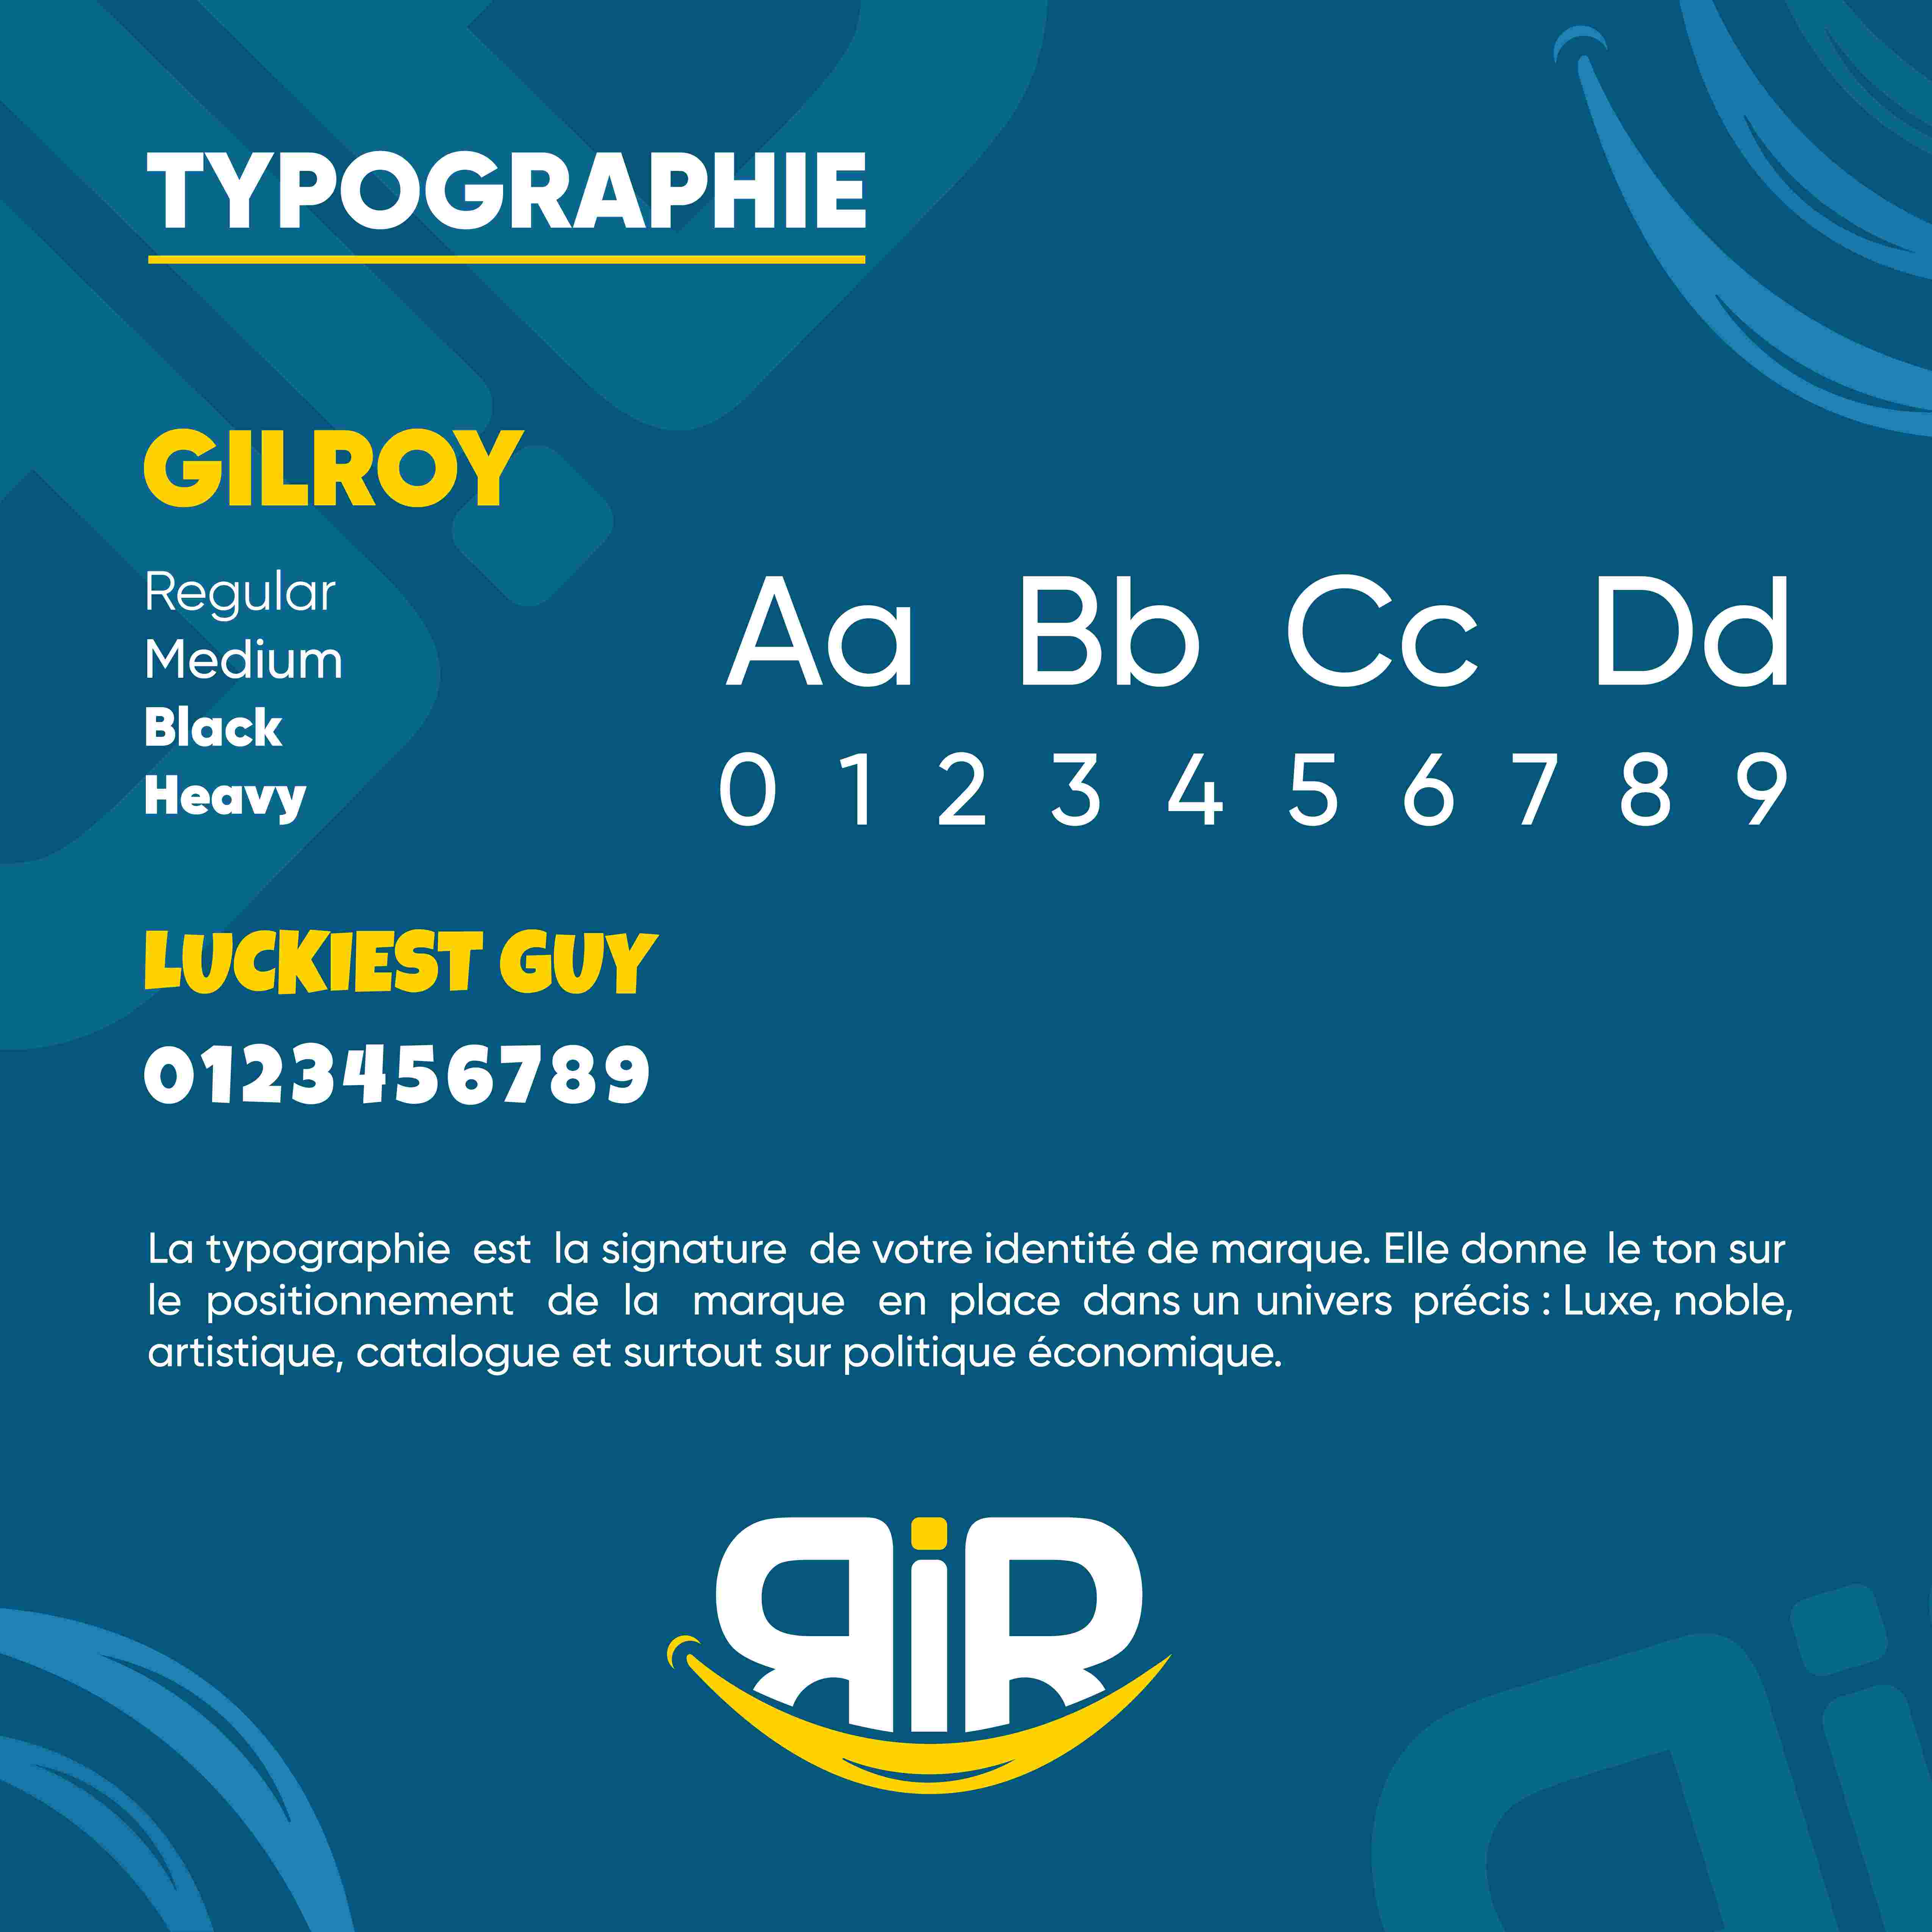 TYPOGRAPHIE
GILROY
Regular
Medium
Black
Heavy
Aa Bb Cc Dd
0 1 2 3 4 5 6 7 8 9
LUCKIEST GUY
0123456789
La typographie est la signature de votre identité de marque. Elle donne le ton sur
le positionnement de la marque en place dans un univers précis : Luxe, noble,
artistique, catalogue et surtout sur politique économique.
RiR